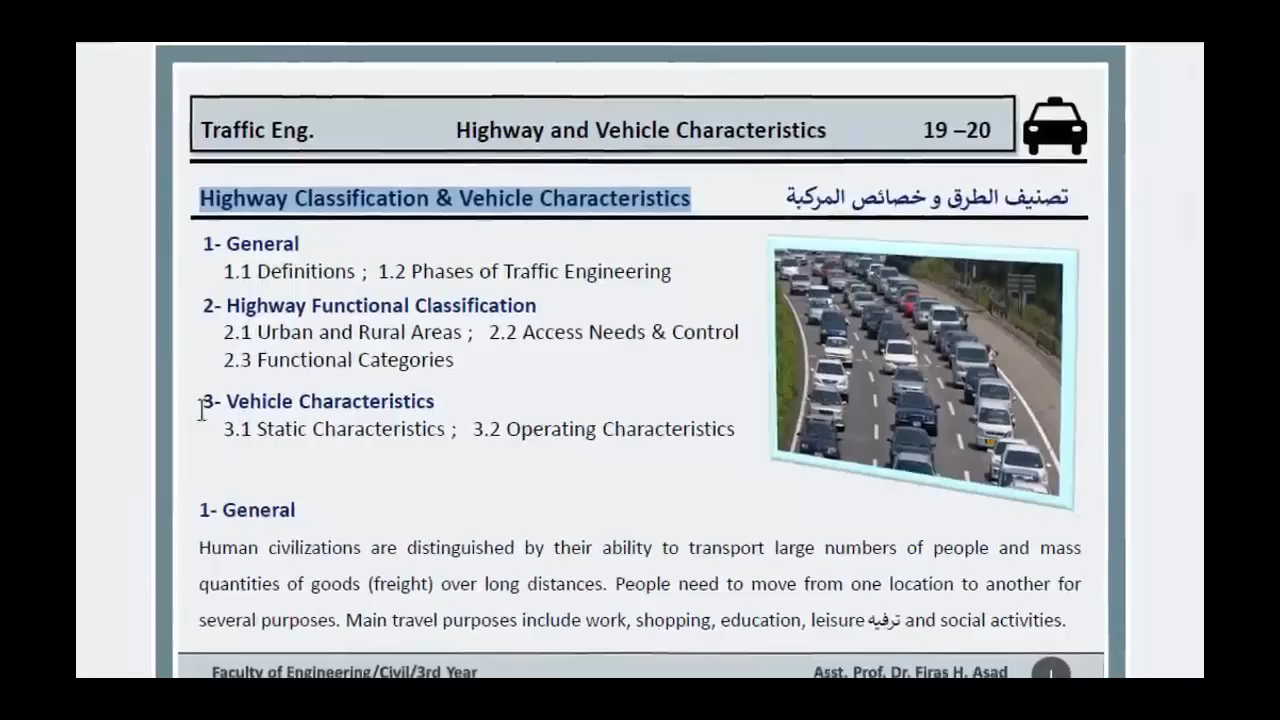 Traffic Eng. Highway and Vehicle Characteristics 19 –20
Highway Classification & Vehicle Characteristics تصنيف الطرق و خصائص المركبة
1- General
1.1 Definitions ; 1.2 Phases of Traffic Engineering
2- Highway Functional Classification
2.1 Urban and Rural Areas ; 2.2 Access Needs & Control
2.3 Functional Categories
3- Vehicle Characteristics
3.1 Static Characteristics ; 3.2 Operating Characteristics
1- General
Human civilizations are distinguished by their ability to transport large numbers of people and mass
quantities of goods (freight) over long distances. People need to move from one location to another for
several purposes. Main travel purposes include work, shopping, education, leisure ترفيه and social activities.
Faculty of Engineering/Civil/3rd Year Asst. Prof. Dr. Firas H. Asad 1